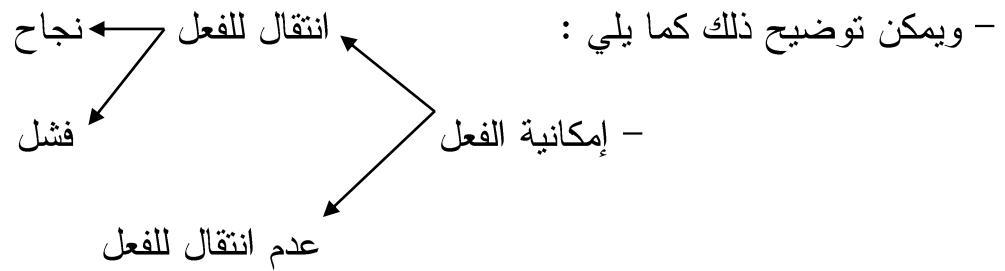 - ويمكن توضيح ذلك كما يلي : انتقال للفعل نجاح
- إمكانية الفعل فشل
عدم انتقال للفعل